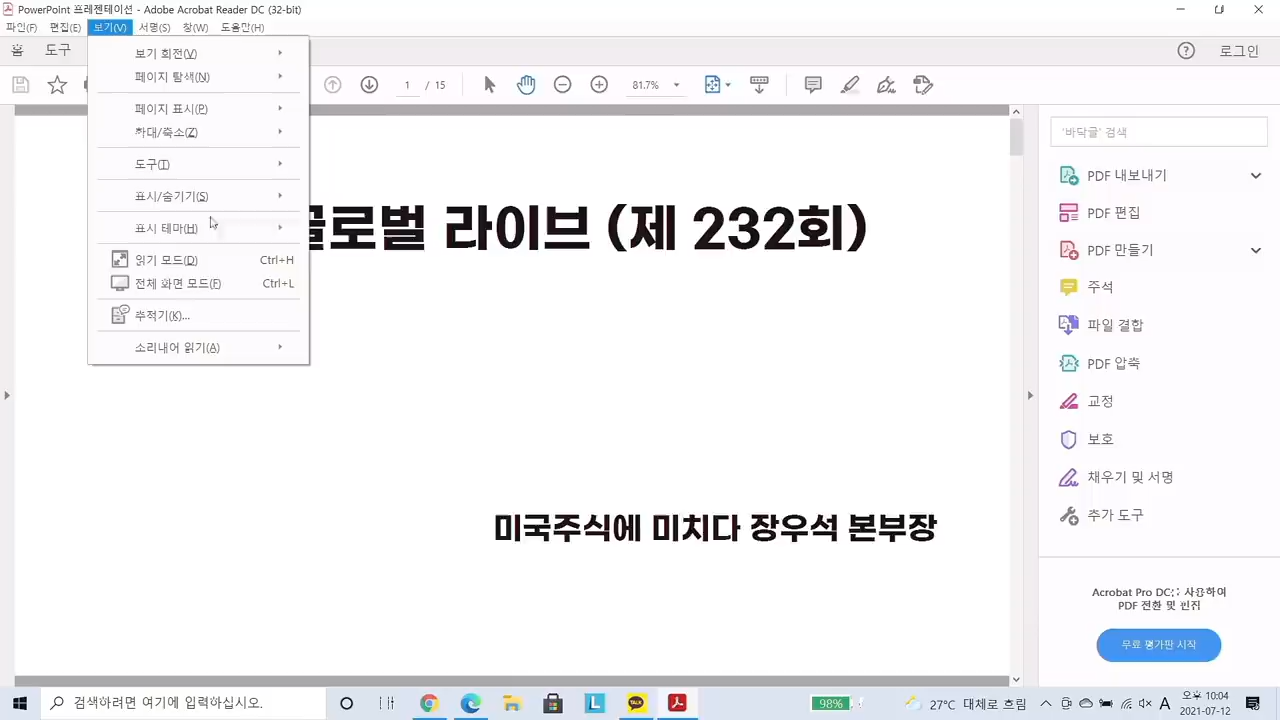 PowerPoint 프레젠테이션 - Adobe Acrobat Reader DC (32-bit)
파인(F) 편집(E) 보기(V) 서명(S) 창(W) 도움만(H)
홈 도구 로그인
1 / 15 81.7%
보기 회전(V)
페이지 탐색(N)
페이지 표시(P)
확대/축소(Z)
도구(T)
표시/숨기기(S)
표시 테마(H)
읽기 모드(D) Ctrl+H
전체 화면 모드(F) Ctrl+L
추적기(K)...
소리내어 읽기(A)
글로벌 라이브 (제 232회)
미국주식에 미치다 장우석 본부장
'바닥글' 검색
PDF 내보내기
PDF 편집
PDF 만들기
주석
파일 결합
PDF 압축
교정
보호
채우기 및 서명
추가 도구
Acrobat Pro DC 사용하여
PDF 전환 및 편집
무료 평가판 시작
검색하려면 여기에 입력하십시오.
L
TALK
98%
27°C 대체로 흐림
A
오후 10:04
2021-07-12